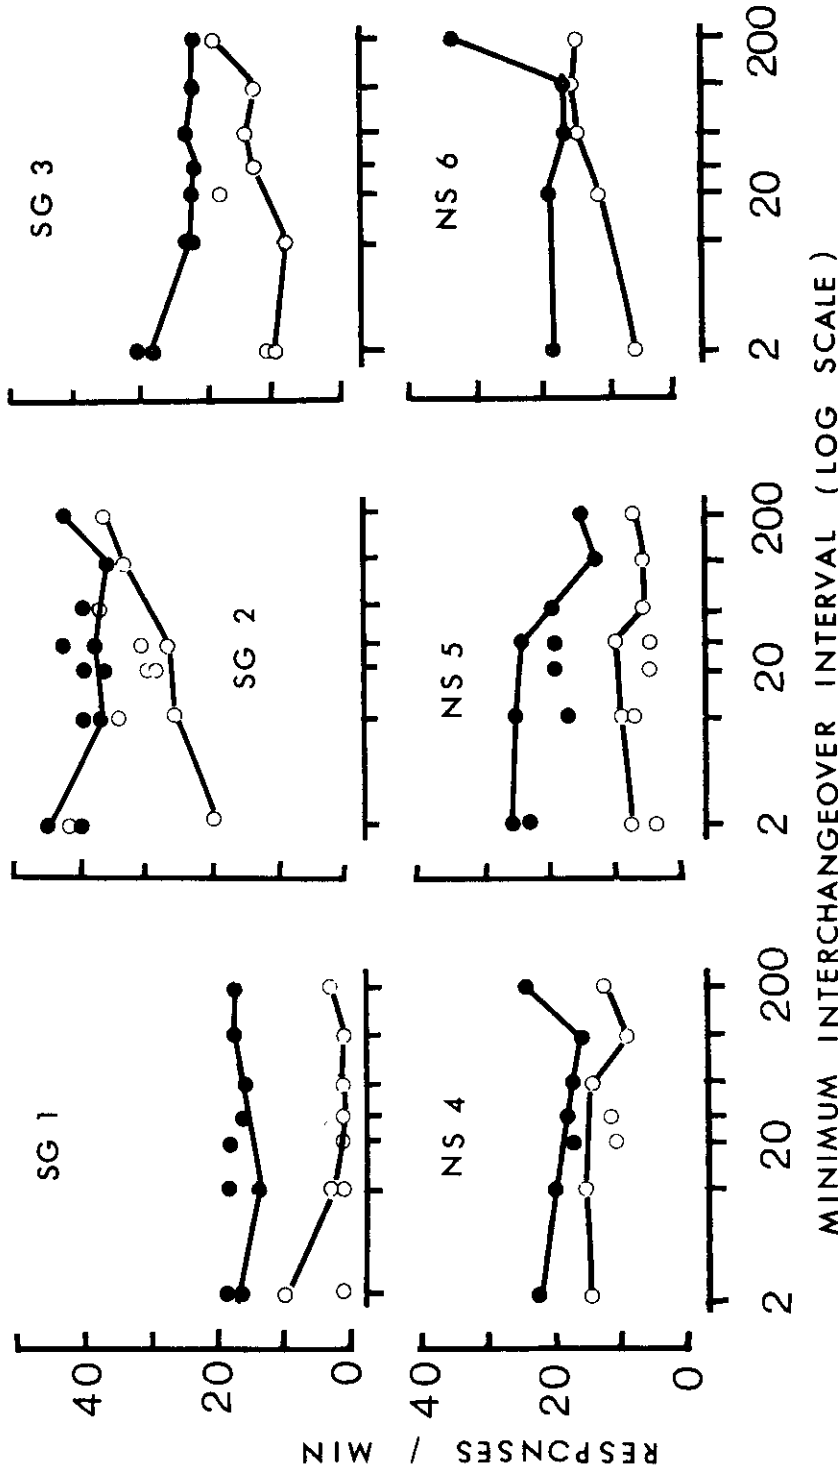 SG 1
SG 2
SG 3
40
20
0
NS 4
NS 5
NS 6
40
20
0
2
20
200
2
20
200
2
20
200
RESPONSES / MIN
MINIMUM INTERCHANGEOVER INTERVAL (LOG SCALE)